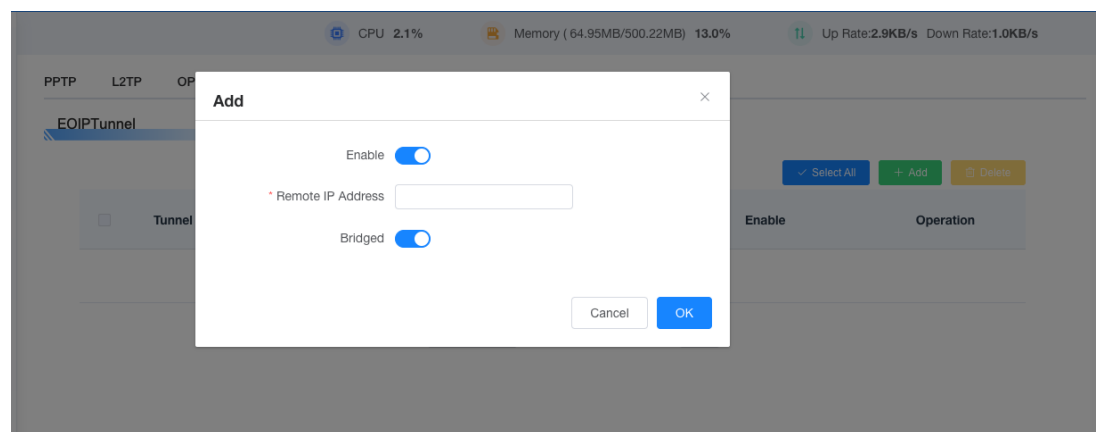 CPU 2.1% Memory ( 64.95MB/500.22MB) 13.0% Up Rate:2.9KB/s Down Rate:1.0KB/s
PPTP L2TP OP
Add
EOIPTunnel
Enable
Select All Add Delete
* Remote IP Address
Tunnel Enable Operation
Bridged
Cancel OK